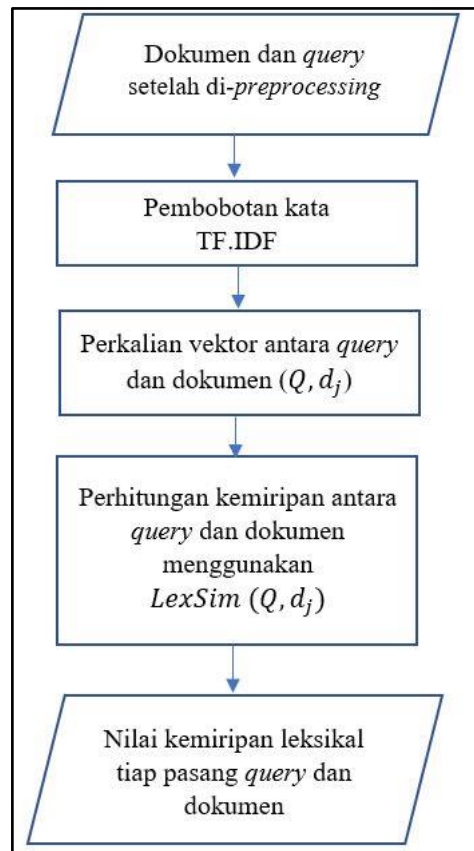 Dokumen dan query
setelah di-preprocessing
Pembobotan kata
TF.IDF
Perkalian vektor antara query
dan dokumen (Q, dⱼ)
Perhitungan kemiripan antara
query dan dokumen
menggunakan
LexSim (Q, dⱼ)
Nilai kemiripan leksikal
tiap pasang query dan
dokumen